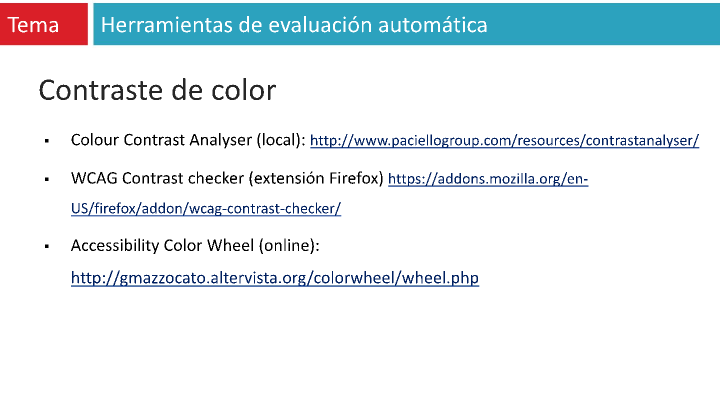 Tema
Herramientas de evaluación automática
Contraste de color
▪ Colour Contrast Analyser (local): http://www.paciellogroup.com/resources/contrastanalyser/
▪ WCAG Contrast checker (extensión Firefox) https://addons.mozilla.org/en-
US/firefox/addon/wcag-contrast-checker/
▪ Accessibility Color Wheel (online):
http://gmazzocato.altervista.org/colorwheel/wheel.php